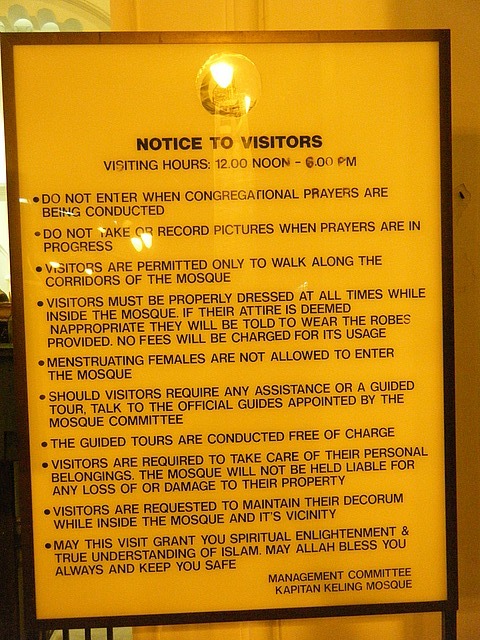 NOTICE TO VISITORS
VISITING HOURS: 12.00 NOON - 6.00 PM
• DO NOT ENTER WHEN CONGREGATIONAL PRAYERS ARE
BEING CONDUCTED
• DO NOT TAKE OR RECORD PICTURES WHEN PRAYERS ARE IN
PROGRESS
• VISITORS ARE PERMITTED ONLY TO WALK ALONG THE
CORRIDORS OF THE MOSQUE
• VISITORS MUST BE PROPERLY DRESSED AT ALL TIMES WHILE
INSIDE THE MOSQUE. IF THEIR ATTIRE IS DEEMED
NAPPROPRIATE THEY WILL BE TOLD TO WEAR THE ROBES
PROVIDED. NO FEES WILL BE CHARGED FOR ITS USAGE
• MENSTRUATING FEMALES ARE NOT ALLOWED TO ENTER
THE MOSQUE
• SHOULD VISITORS REQUIRE ANY ASSISTANCE OR A GUIDED
TOUR, TALK TO THE OFFICIAL GUIDES APPOINTED BY THE
MOSQUE COMMITTEE
• THE GUIDED TOURS ARE CONDUCTED FREE OF CHARGE
• VISITORS ARE REQUIRED TO TAKE CARE OF THEIR PERSONAL
BELONGINGS. THE MOSQUE WILL NOT BE HELD LIABLE FOR
ANY LOSS OF OR DAMAGE TO THEIR PROPERTY
• VISITORS ARE REQUESTED TO MAINTAIN THEIR DECORUM
WHILE INSIDE THE MOSQUE AND IT'S VICINITY
• MAY THIS VISIT GRANT YOU SPIRITUAL ENLIGHTENMENT &
TRUE UNDERSTANDING OF ISLAM. MAY ALLAH BLESS YOU
ALWAYS AND KEEP YOU SAFE
MANAGEMENT COMMITTEE
KAPITAN KELING MOSQUE